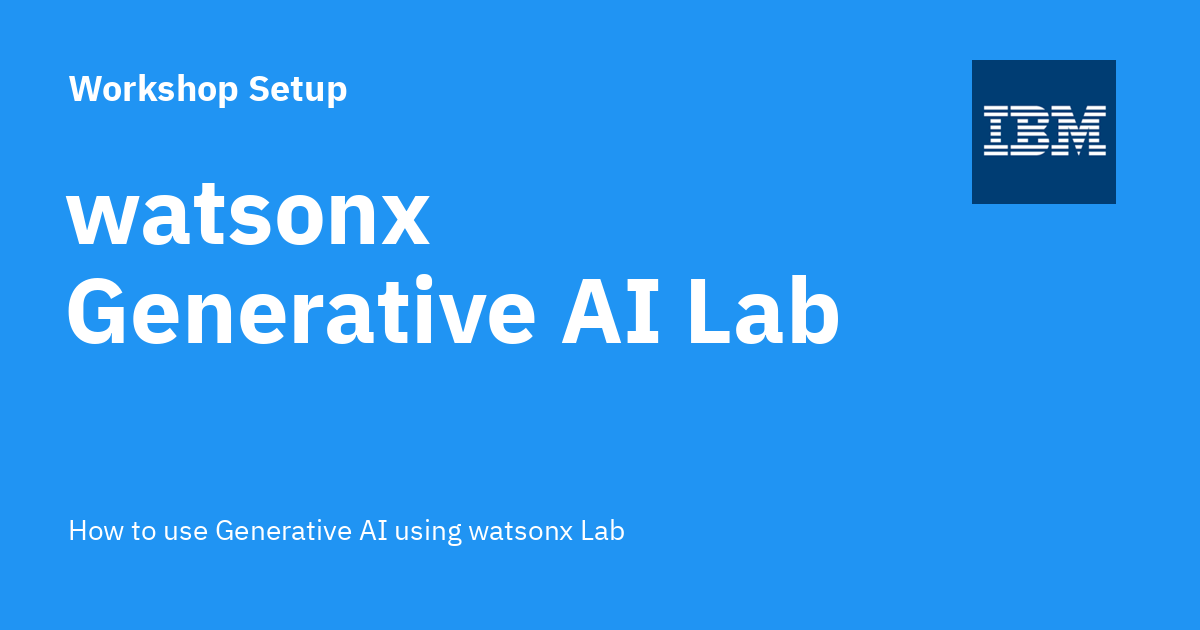 Workshop Setup
IBM
watsonx
Generative AI Lab
How to use Generative AI using watsonx Lab